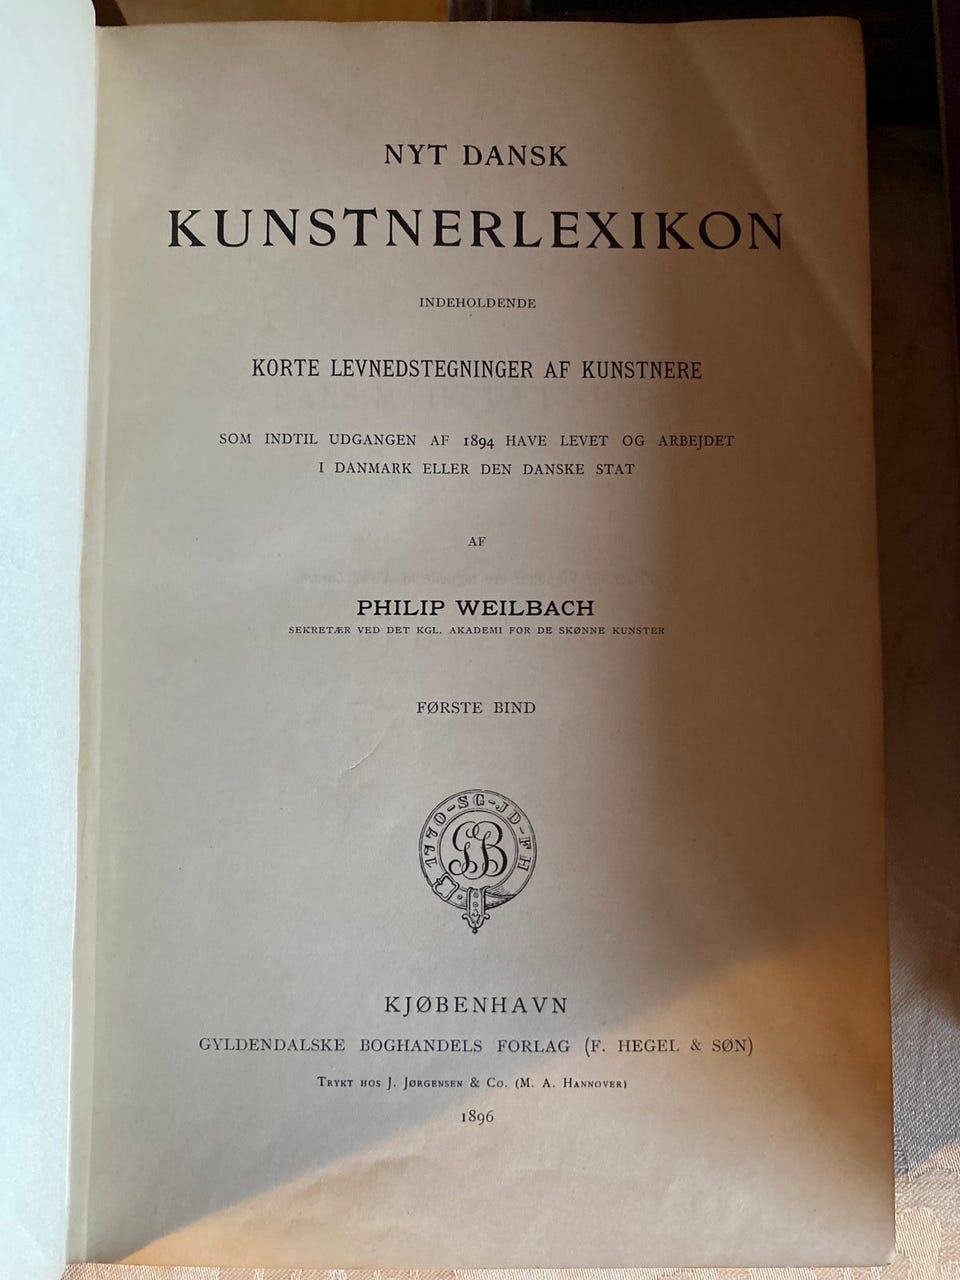 NYT DANSK
KUNSTNERLEXIKON
INDEHOLDENDE
KORTE LEVNEDSTEGNINGER AF KUNSTNERE
SOM INDTIL UDGANGEN AF 1894 HAVE LEVET OG ARBEJDET
I DANMARK ELLER DEN DANSKE STAT
AF
PHILIP WEILBACH
SEKRETÆR VED DET KGL. AKADEMI FOR DE SKØNNE KUNSTER
FØRSTE BIND
1770-SG-JD-FH
GB
KJØBENHAVN
GYLDENDALSKE BOGHANDELS FORLAG (F. HEGEL & SØN)
TRYKT HOS J. JØRGENSEN & CO. (M. A. HANNOVER)
1896